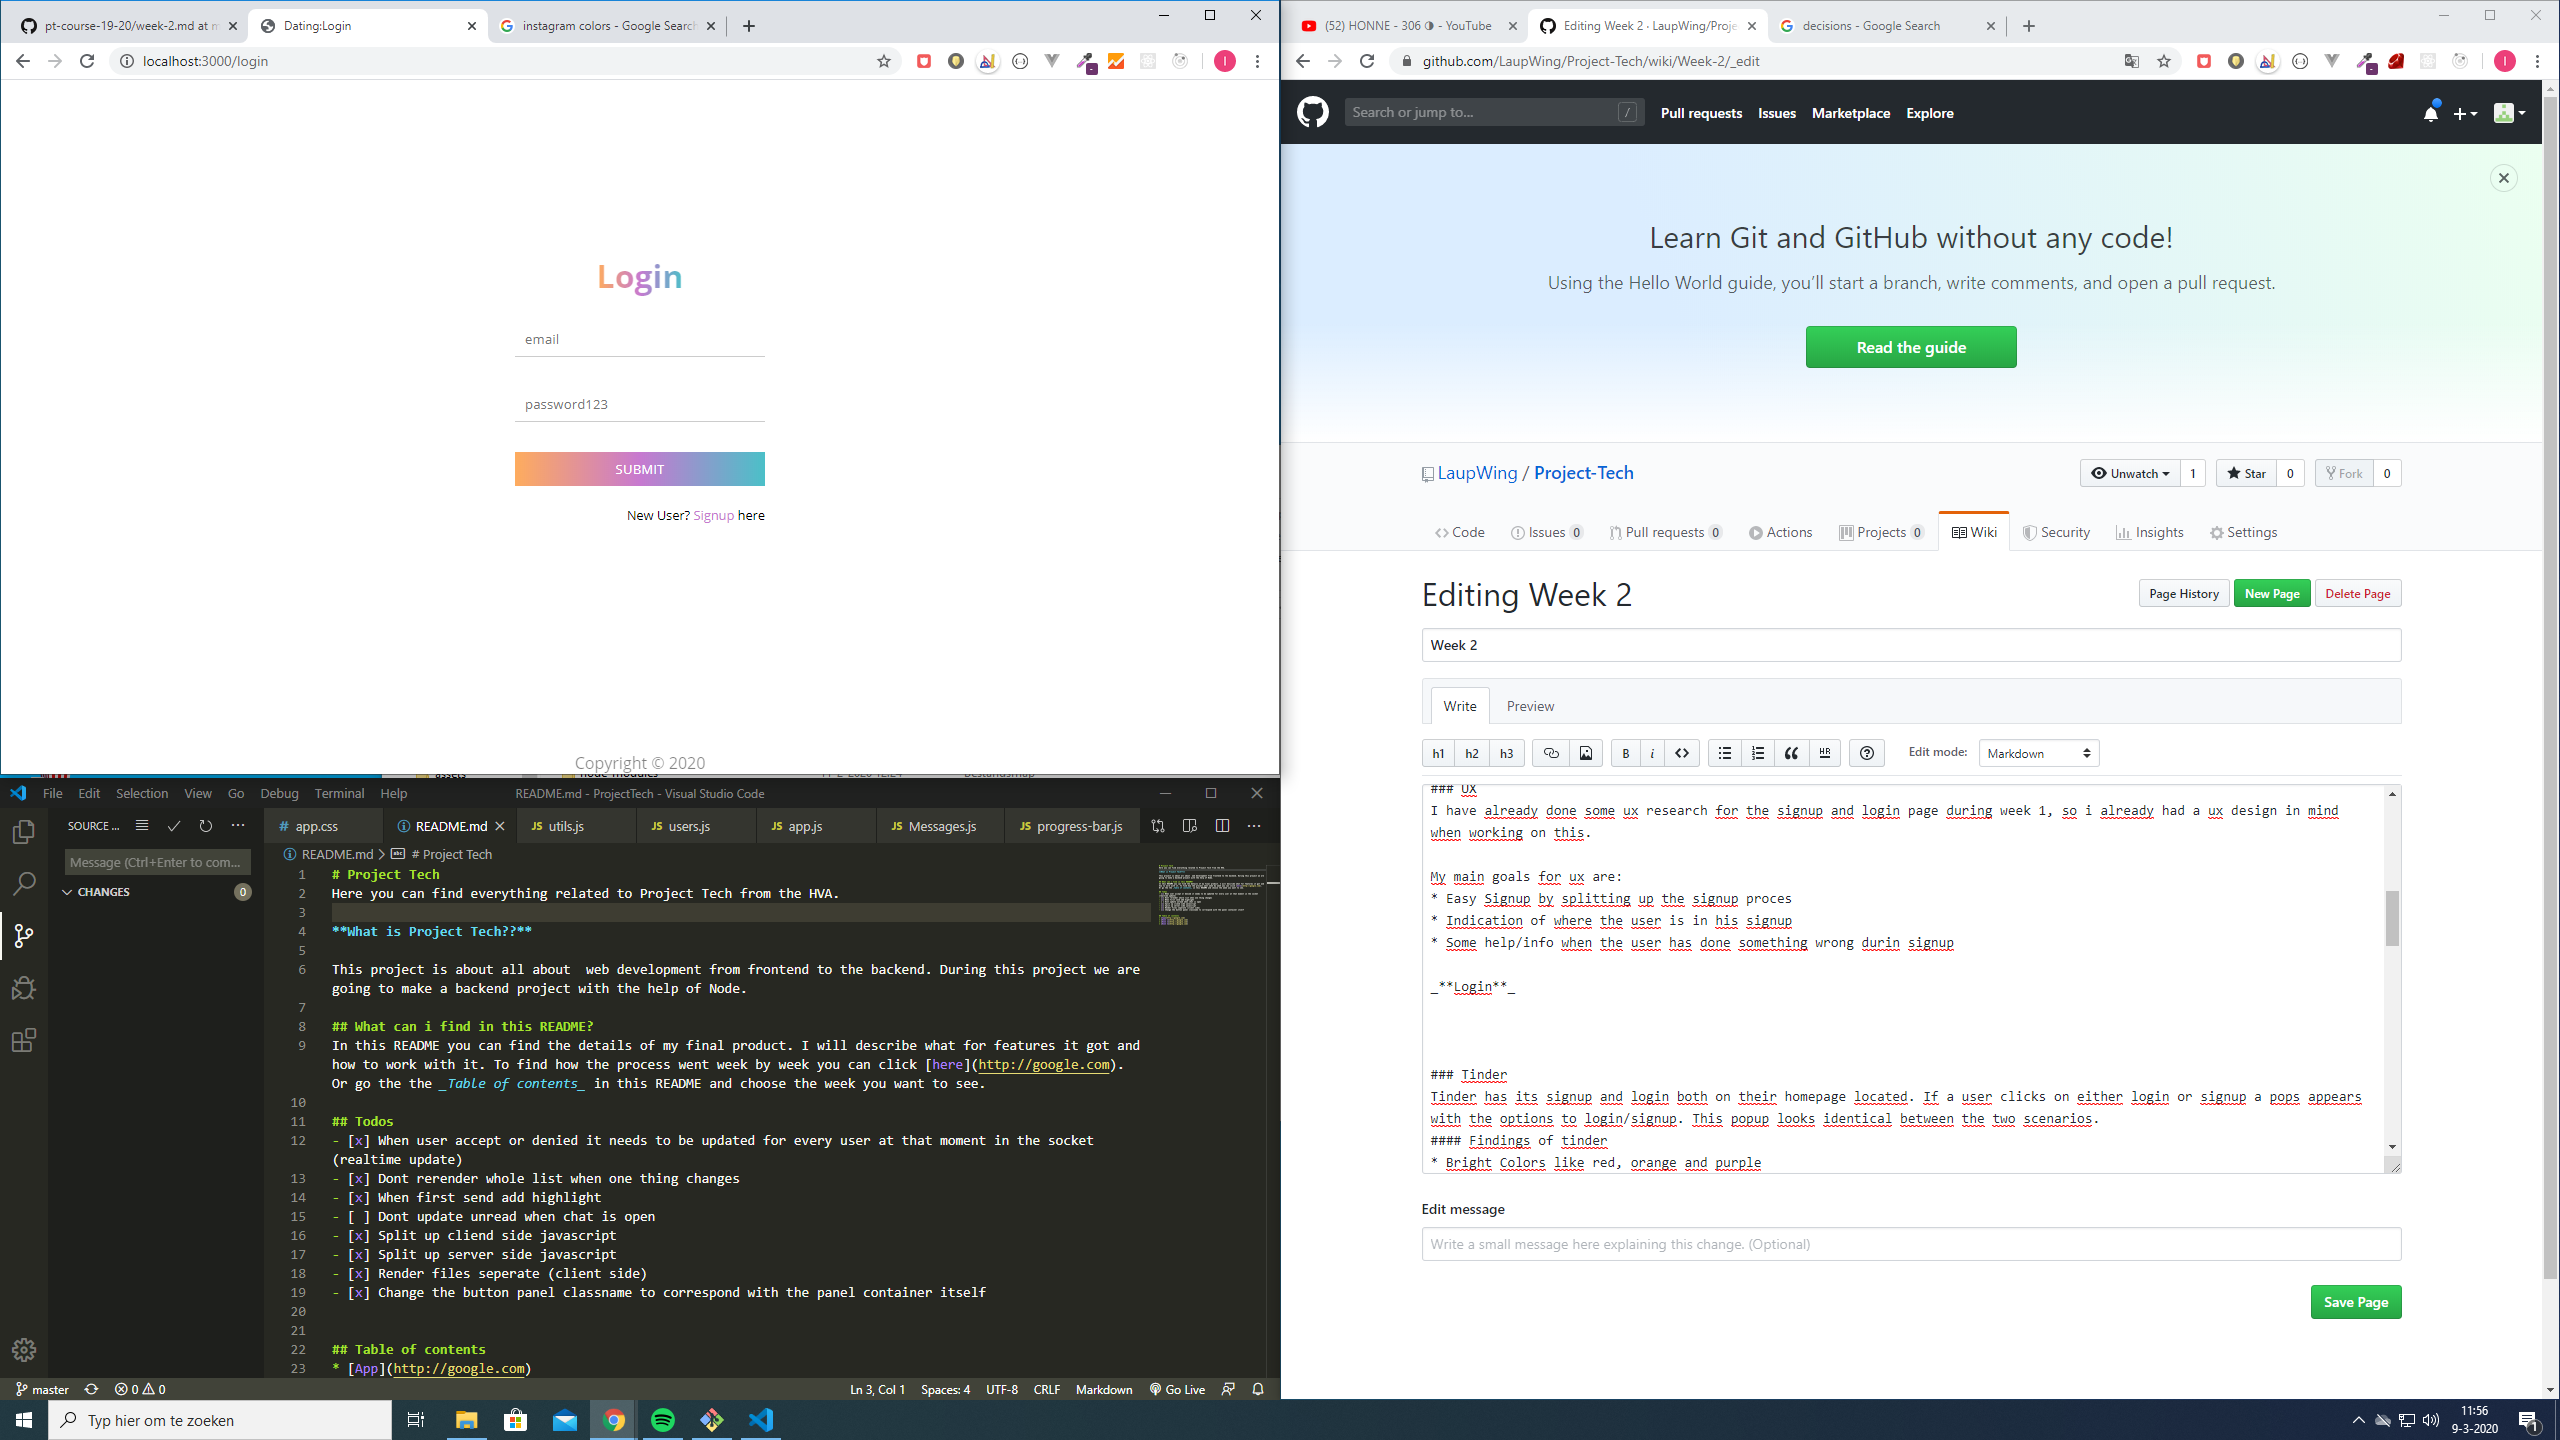 pt-course-19-20/week-2.md at m
Dating:Login
instagram colors - Google Search
localhost:3000/login
Login
email
password123
SUBMIT
New User? Signup here
Copyright © 2020
(52) HONNE - 306 - YouTube
Editing Week 2 · LaupWing/Proje
decisions - Google Search
github.com/LaupWing/Project-Tech/wiki/Week-2/_edit
Search or jump to...
/
Pull requests
Issues
Marketplace
Explore
Learn Git and GitHub without any code!
Using the Hello World guide, you’ll start a branch, write comments, and open a pull request.
Read the guide
LaupWing / Project-Tech
Unwatch 1
Star 0
Fork 0
Code
Issues 0
Pull requests 0
Actions
Projects 0
Wiki
Security
Insights
Settings
Editing Week 2
Page History
New Page
Delete Page
Week 2
Write
Preview
h1 h2 h3
B i
HR
Edit mode: Markdown
### UX
I have already done some ux research for the signup and login page during week 1, so i already had a ux design in mind
when working on this.
My main goals for ux are:
* Easy Signup by splitting up the signup proces
* Indication of where the user is in his signup
* Some help/info when the user has done something wrong durin signup
_**Login**_
### Tinder
Tinder has its signup and login both on their homepage located. If a user clicks on either login or signup a pops appears
with the options to login/signup. This popup looks identical between the two scenarios.
#### Findings of tinder
* Bright Colors like red, orange and purple
Edit message
Write a small message here explaining this change. (Optional)
Save Page
File Edit Selection View Go Debug Terminal Help
README.md - ProjectTech - Visual Studio Code
SOURCE ...
app.css
README.md
JS utils.js
JS users.js
JS app.js
JS Messages.js
JS progress-bar.js
Message (Ctrl+Enter to com...
CHANGES 0
README.md > # Project Tech
1 # Project Tech
2 Here you can find everything related to Project Tech from the HVA.
3
4 **What is Project Tech??**
5
6 This project is about all about  web development from frontend to the backend. During this project we are
going to make a backend project with the help of Node.
7
8 ## What can i find in this README?
9 In this README you can find the details of my final product. I will describe what for features it got and
how to work with it. To find how the process went week by week you can click [here](http://google.com).
Or go the the _Table of contents_ in this README and choose the week you want to see.
10
11 ## Todos
12 - [x] When user accept or denied it needs to be updated for every user at that moment in the socket
(realtime update)
13 - [x] Dont rerender whole list when one thing changes
14 - [x] When first send add highlight
15 - [ ] Dont update unread when chat is open
16 - [x] Split up cliend side javascript
17 - [x] Split up server side javascript
18 - [x] Render files seperate (client side)
19 - [x] Change the button panel classname to correspond with the panel container itself
20
21
22 ## Table of contents
23 * [App](http://google.com)
master
0 0
Ln 3, Col 1
Spaces: 4
UTF-8
CRLF
Markdown
Go Live
Typ hier om te zoeken
11:56
9-3-2020
1